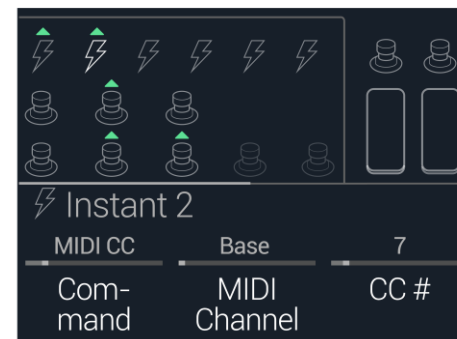 Instant 2
MIDI CC Base 7
Com- MIDI CC #
mand Channel